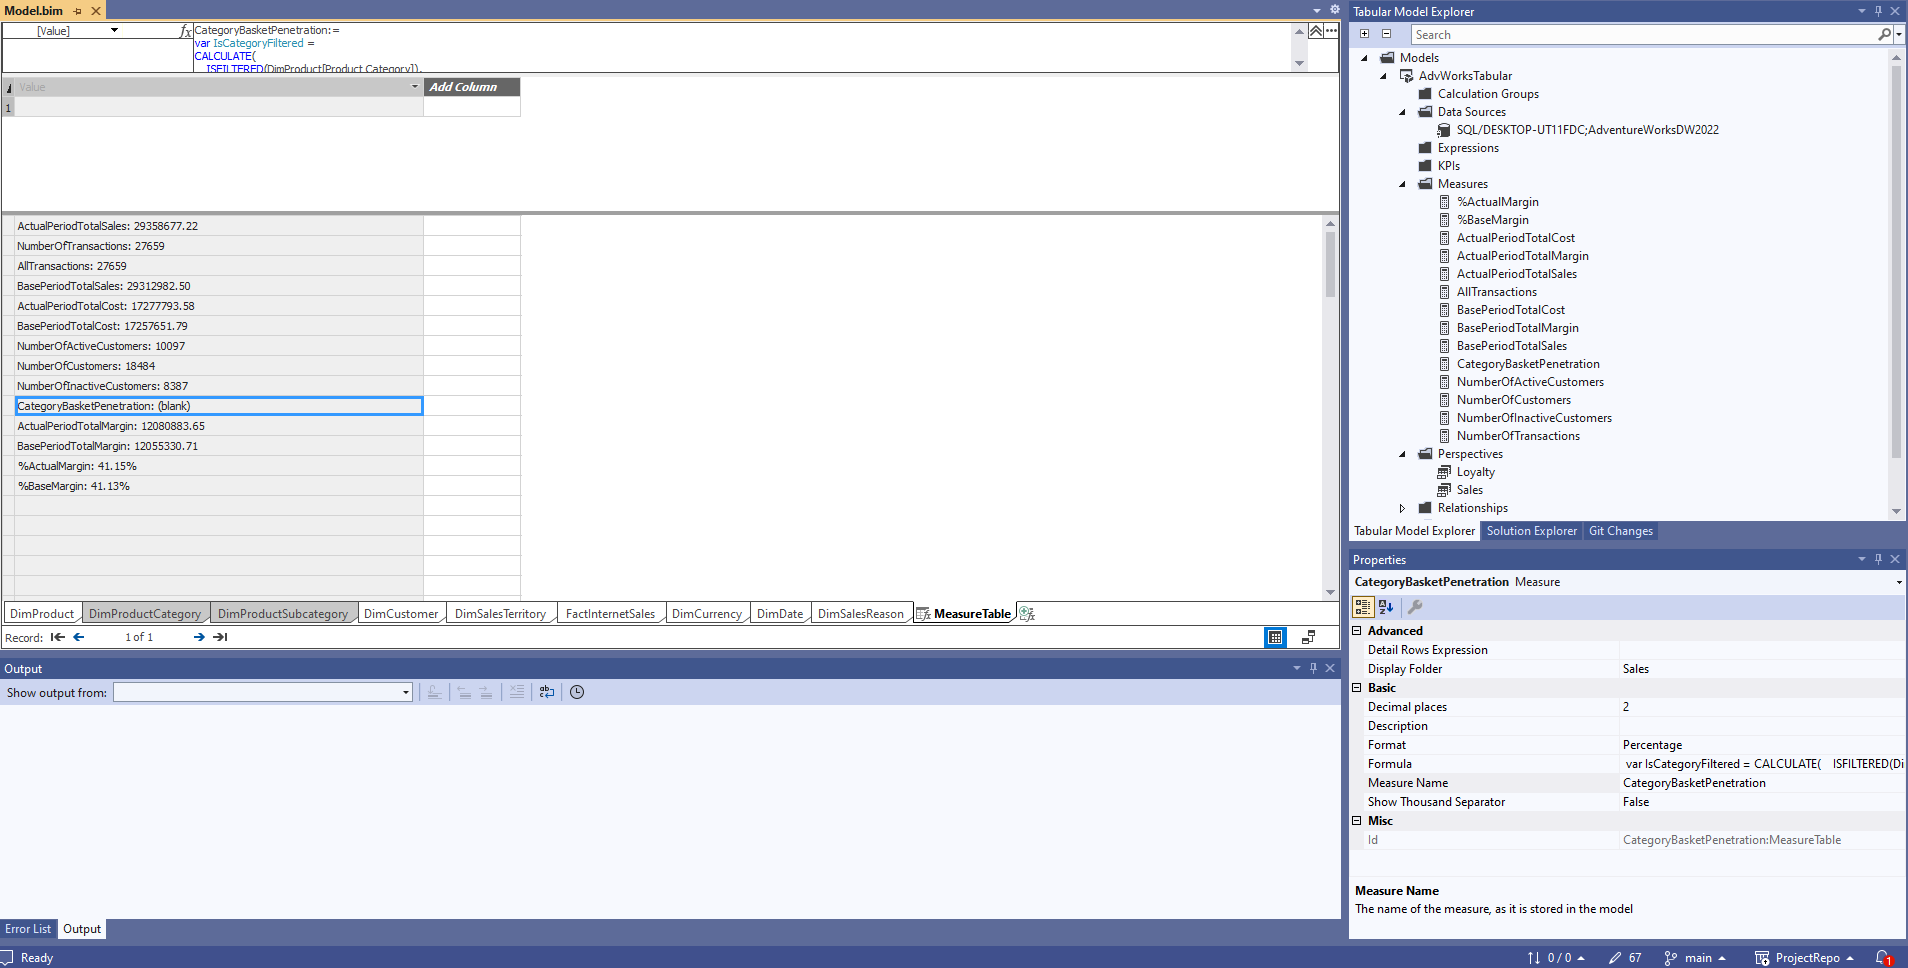 Model.bim
[Value]
fx
CategoryBasketPenetration:=
var IsCategoryFiltered =
CALCULATE(
ISFILTERED(DimProduct[Product Category]),
Value
Add Column
1
ActualPeriodTotalSales: 29358677.22
NumberOfTransactions: 27659
AllTransactions: 27659
BasePeriodTotalSales: 29312982.50
ActualPeriodTotalCost: 17277793.58
BasePeriodTotalCost: 17257651.79
NumberOfActiveCustomers: 10097
NumberOfCustomers: 18484
NumberOfInactiveCustomers: 8387
CategoryBasketPenetration: (blank)
ActualPeriodTotalMargin: 12080883.65
BasePeriodTotalMargin: 12055330.71
%ActualMargin: 41.15%
%BaseMargin: 41.13%
DimProduct DimProductCategory DimProductSubcategory DimCustomer DimSalesTerritory FactInternetSales DimCurrency DimDate DimSalesReason MeasureTable
Record: 1 of 1
Output
Show output from:
Error List Output
Ready
Tabular Model Explorer
Search
Models
AdvWorksTabular
Calculation Groups
Data Sources
SQL/DESKTOP-UT11FDC;AdventureWorksDW2022
Expressions
KPIs
Measures
%ActualMargin
%BaseMargin
ActualPeriodTotalCost
ActualPeriodTotalMargin
ActualPeriodTotalSales
AllTransactions
BasePeriodTotalCost
BasePeriodTotalMargin
BasePeriodTotalSales
CategoryBasketPenetration
NumberOfActiveCustomers
NumberOfCustomers
NumberOfInactiveCustomers
NumberOfTransactions
Perspectives
Loyalty
Sales
Relationships
Tabular Model Explorer Solution Explorer Git Changes
Properties
CategoryBasketPenetration Measure
Advanced
Detail Rows Expression
Display Folder Sales
Basic
Decimal places 2
Description
Format Percentage
Formula var IsCategoryFiltered = CALCULATE( ISFILTERED(Di
Measure Name CategoryBasketPenetration
Show Thousand Separator False
Misc
Id CategoryBasketPenetration:MeasureTable
Measure Name
The name of the measure, as it is stored in the model
0 / 0 67 main ProjectRepo 1